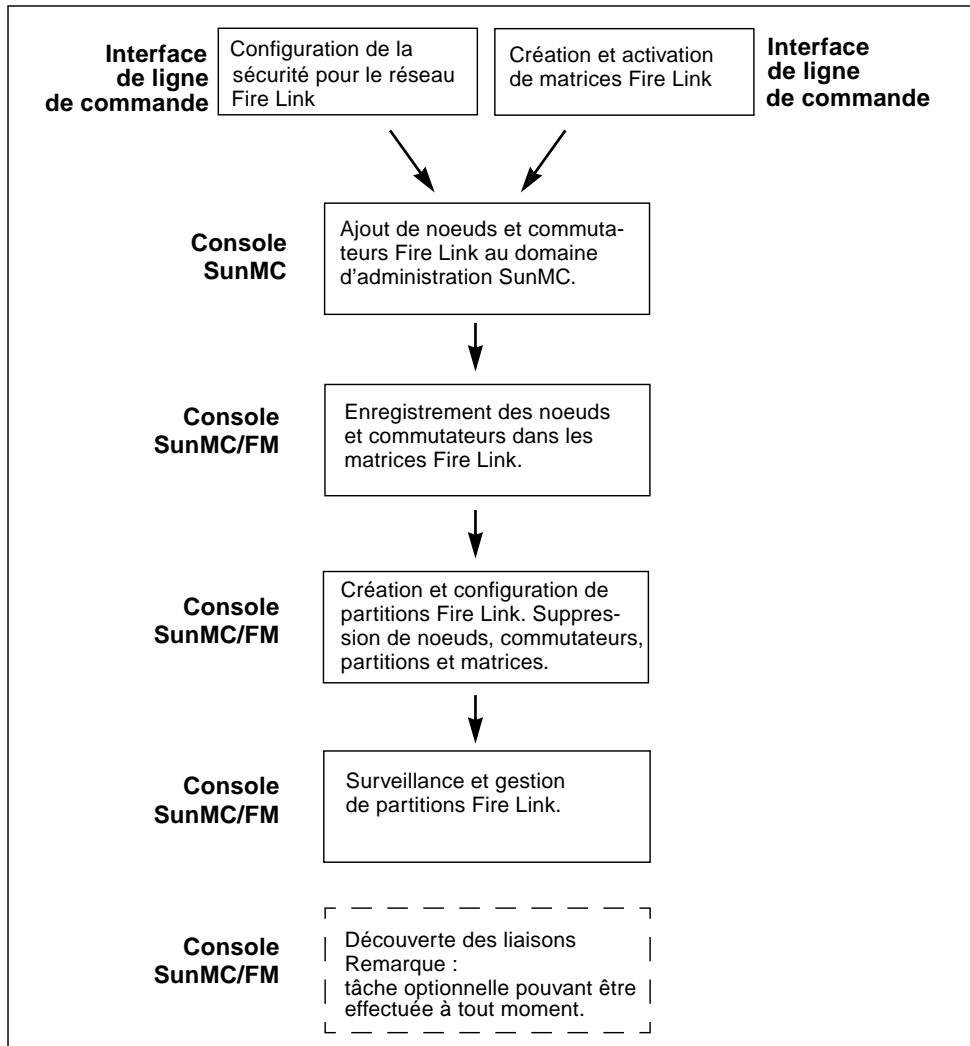 Interface
de ligne
de commande
Configuration de la
sécurité pour le réseau
Fire Link
Création et activation
de matrices Fire Link
Interface
de ligne
de commande
Console
SunMC
Ajout de noeuds et commuta-
teurs Fire Link au domaine
d’administration SunMC.
Console
SunMC/FM
Enregistrement des noeuds
et commutateurs dans les
matrices Fire Link.
Console
SunMC/FM
Création et configuration de
partitions Fire Link. Suppres-
sion de noeuds, commutateurs,
partitions et matrices.
Console
SunMC/FM
Surveillance et gestion
de partitions Fire Link.
Console
SunMC/FM
Découverte des liaisons
Remarque :
tâche optionnelle pouvant être
effectuée à tout moment.